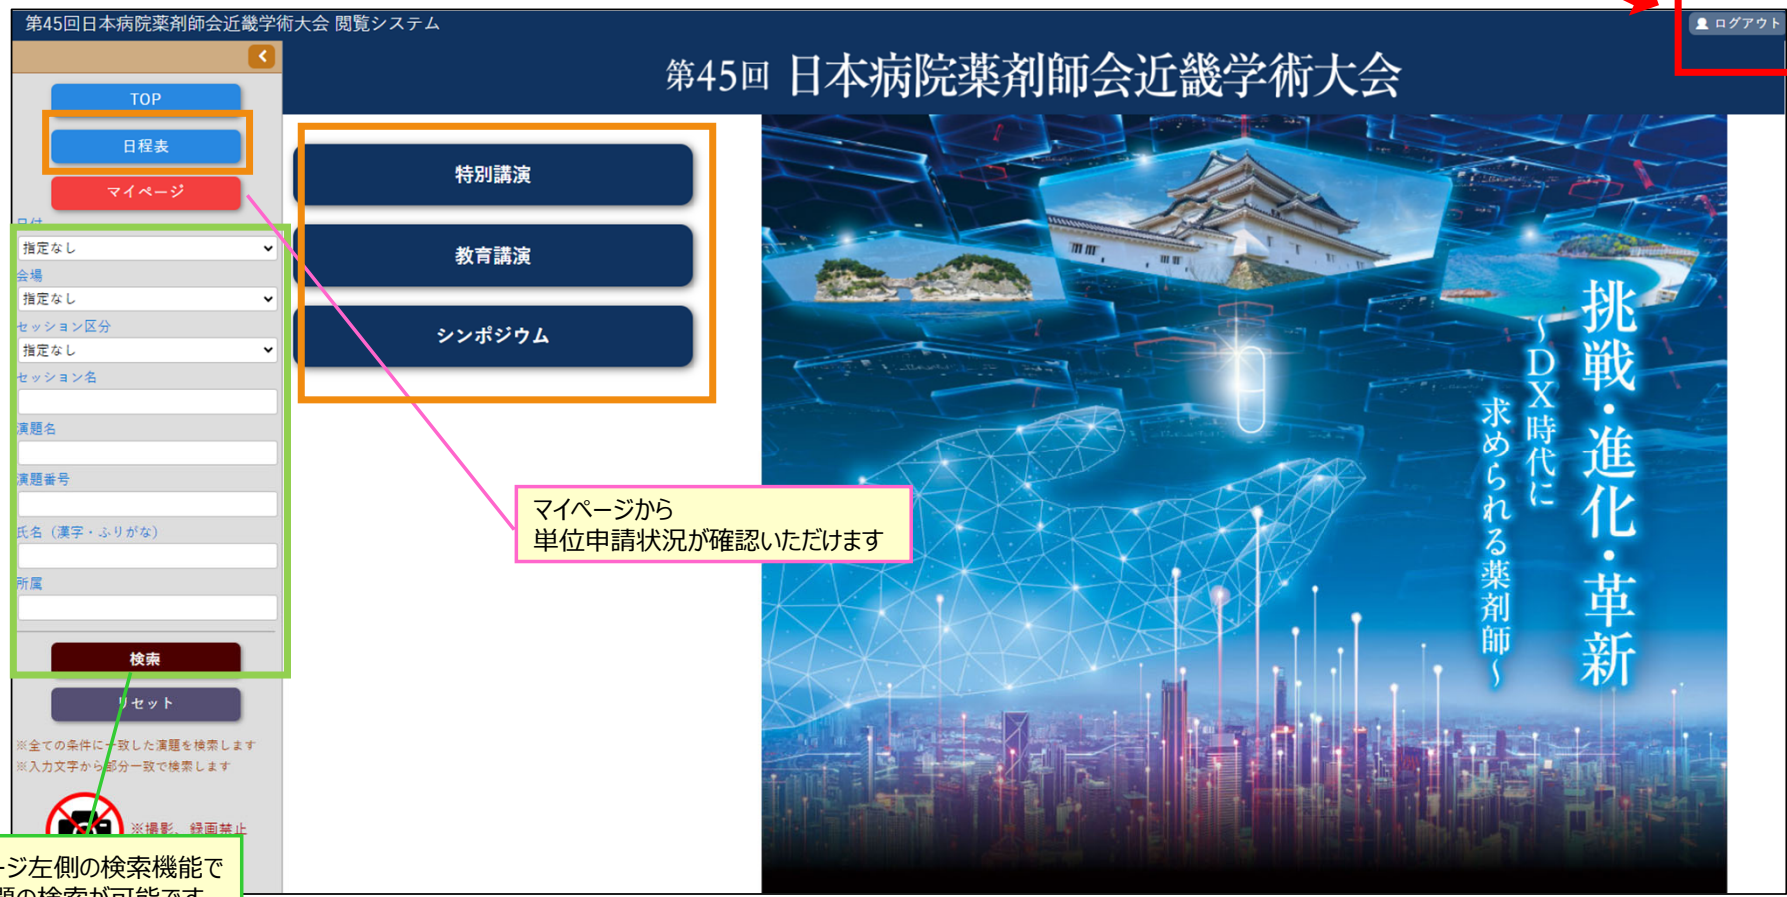 第45回日本病院薬剤師会近畿学術大会 閲覧システム
ログアウト
第45回 日本病院薬剤師会近畿学術大会
TOP
日程表
マイページ
日付
指定なし
会場
指定なし
セッション区分
指定なし
セッション名
演題名
演題番号
氏名（漢字・ふりがな）
所属
検索
リセット
※全ての条件に一致した演題を検索します
※入力文字から部分一致で検索します
※撮影、録画禁止
ージ左側の検索機能で
題の検索が可能です
特別講演
教育講演
シンポジウム
マイページから
単位申請状況が確認いただけます
挑戦・進化・革新
～DX時代に
求められる薬剤師～